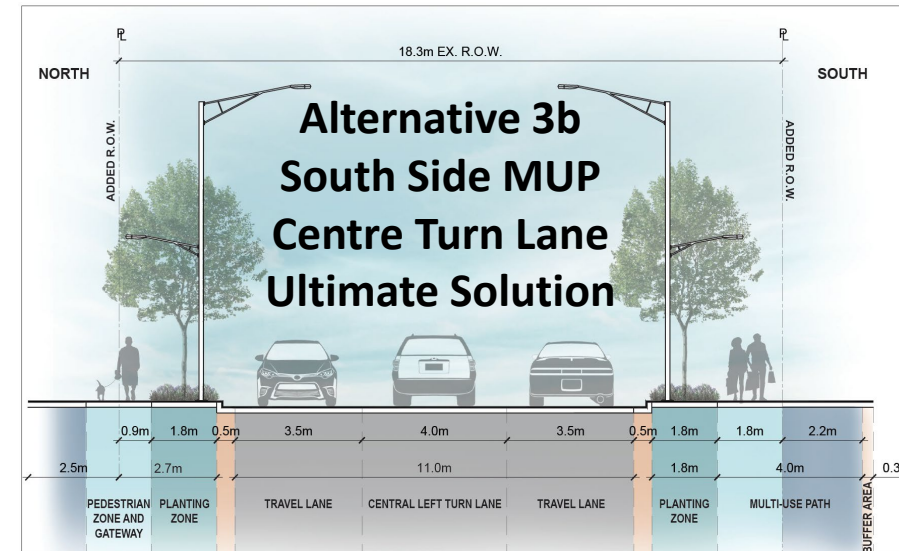 PL PL
18.3m EX. R.O.W.
NORTH SOUTH
ADDED R.O.W.
ADDED R.O.W.
Alternative 3b
South Side MUP
Centre Turn Lane
Ultimate Solution
0.9m 1.8m 0.5m 3.5m 4.0m 3.5m 0.5m 1.8m 1.8m 2.2m
2.5m 2.7m 11.0m 1.8m 4.0m 0.3
PEDESTRIAN
ZONE AND
GATEWAY
PLANTING
ZONE
TRAVEL LANE
CENTRAL LEFT TURN LANE
TRAVEL LANE
PLANTING
ZONE
MULTI-USE PATH
BUFFER AREA